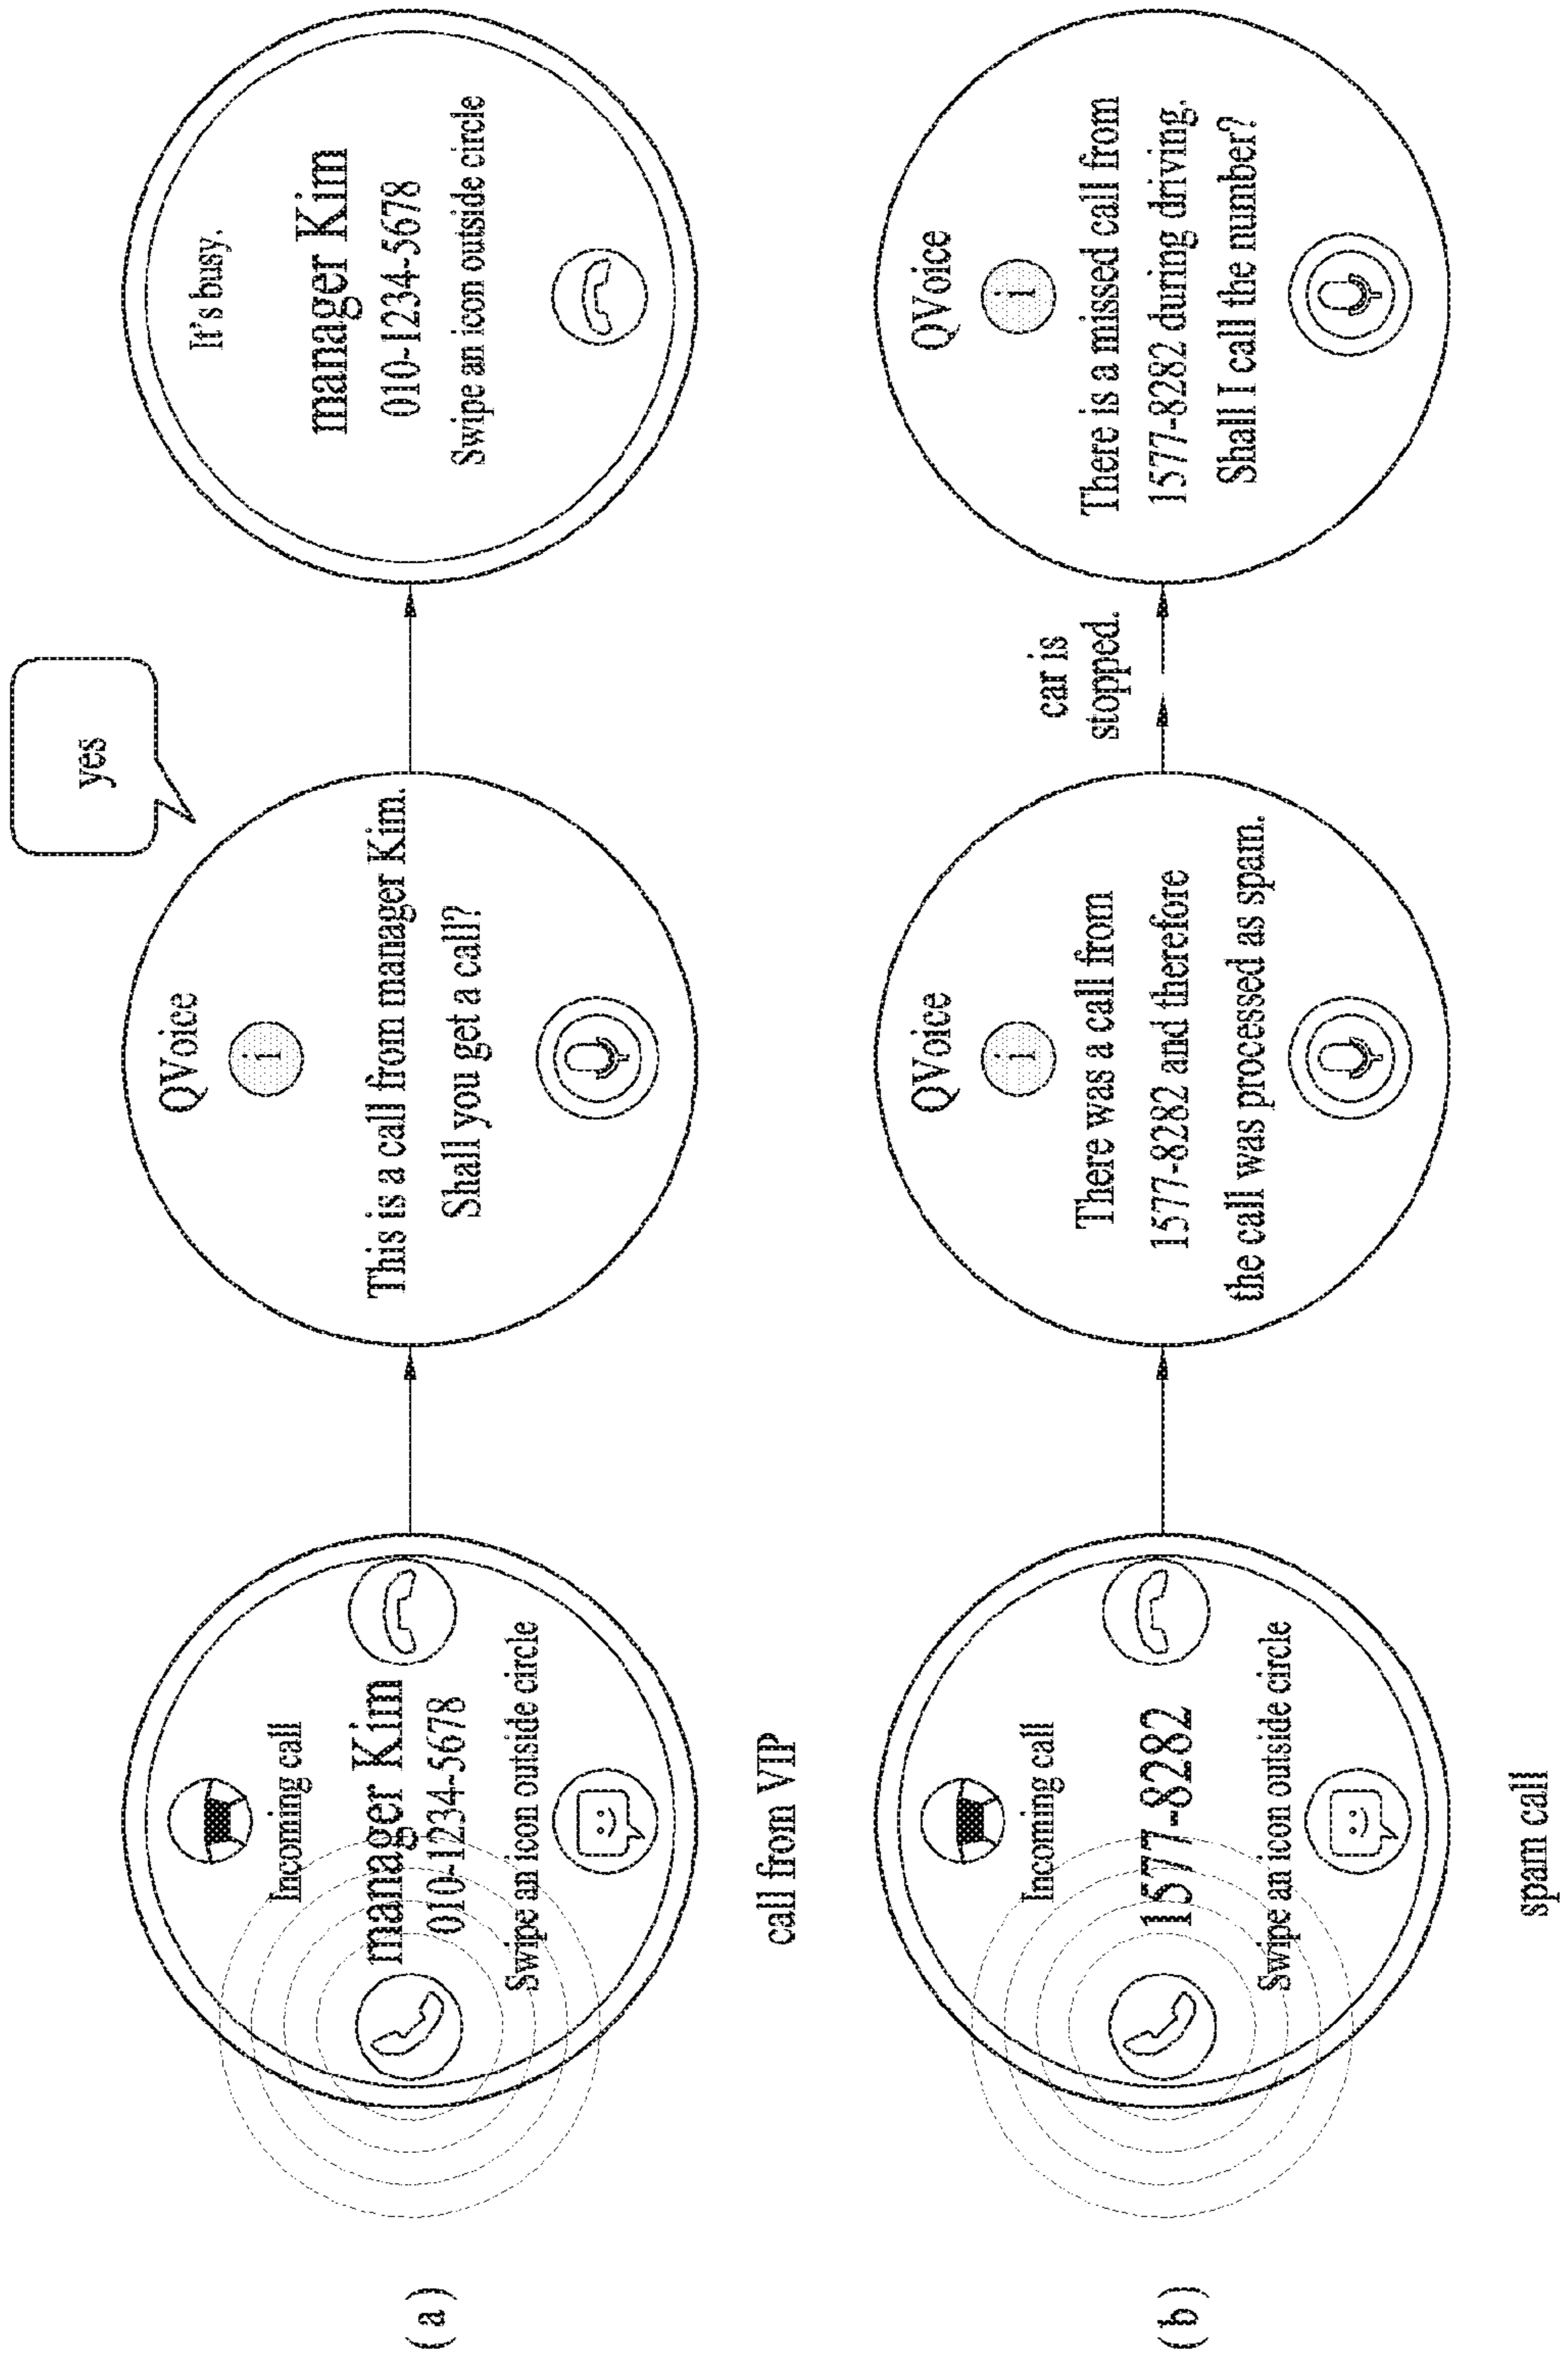 (a)
Incoming call
manager Kim
010-1234-5678
Swipe an icon outside circle
call from VIP
QVoice
i
This is a call from manager Kim.
Shall you get a call?
yes
It's busy.
manager Kim
010-1234-5678
Swipe an icon outside circle
(b)
Incoming call
1577-8282
Swipe an icon outside circle
spam call
QVoice
i
There was a call from
1577-8282 and therefore
the call was processed as spam.
car is
stopped.
QVoice
i
There is a missed call from
1577-8282 during driving.
Shall I call the number?